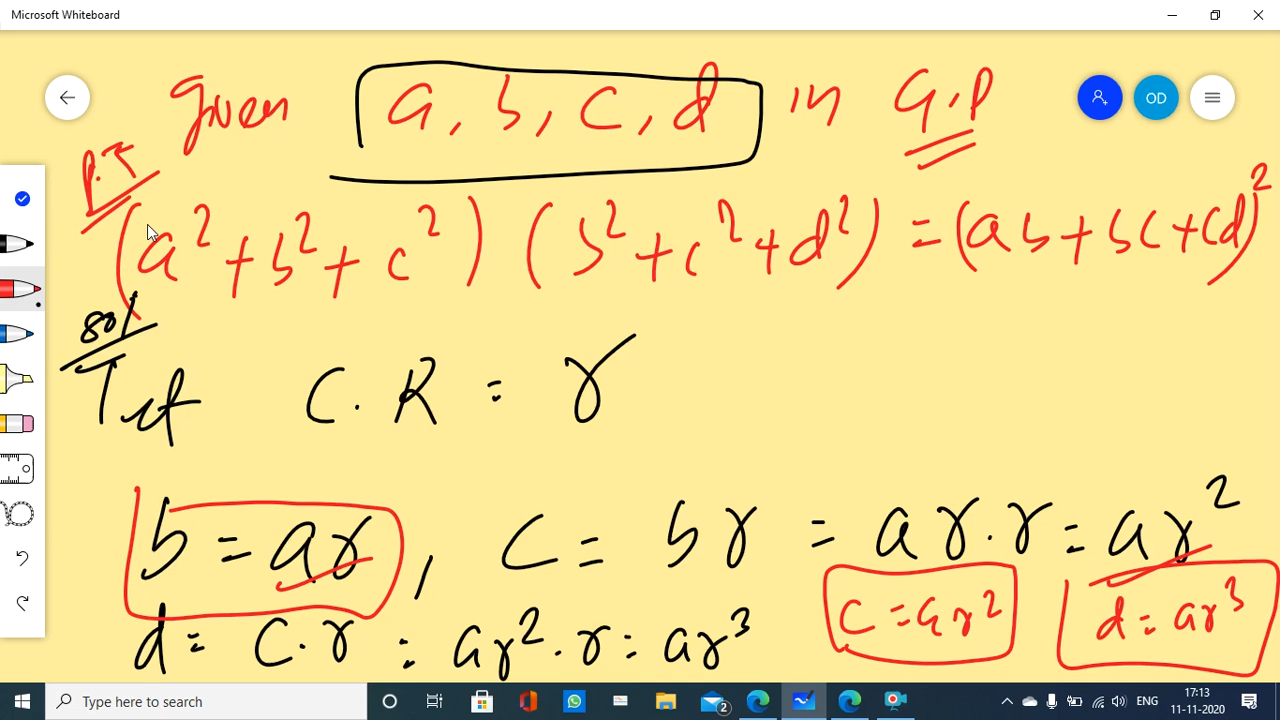 Microsoft Whiteboard
Given a, b, c, d in G.P
P.T
(a² + b² + c²) (b² + c² + d²) = (ab + bc + cd)²
OD
sol
Let C.R = r
b = ar, c = br = ar.r = ar²
c = ar² d = ar³
d = c.r = ar².r = ar³
Type here to search
2
ENG
17:13
11-11-2020